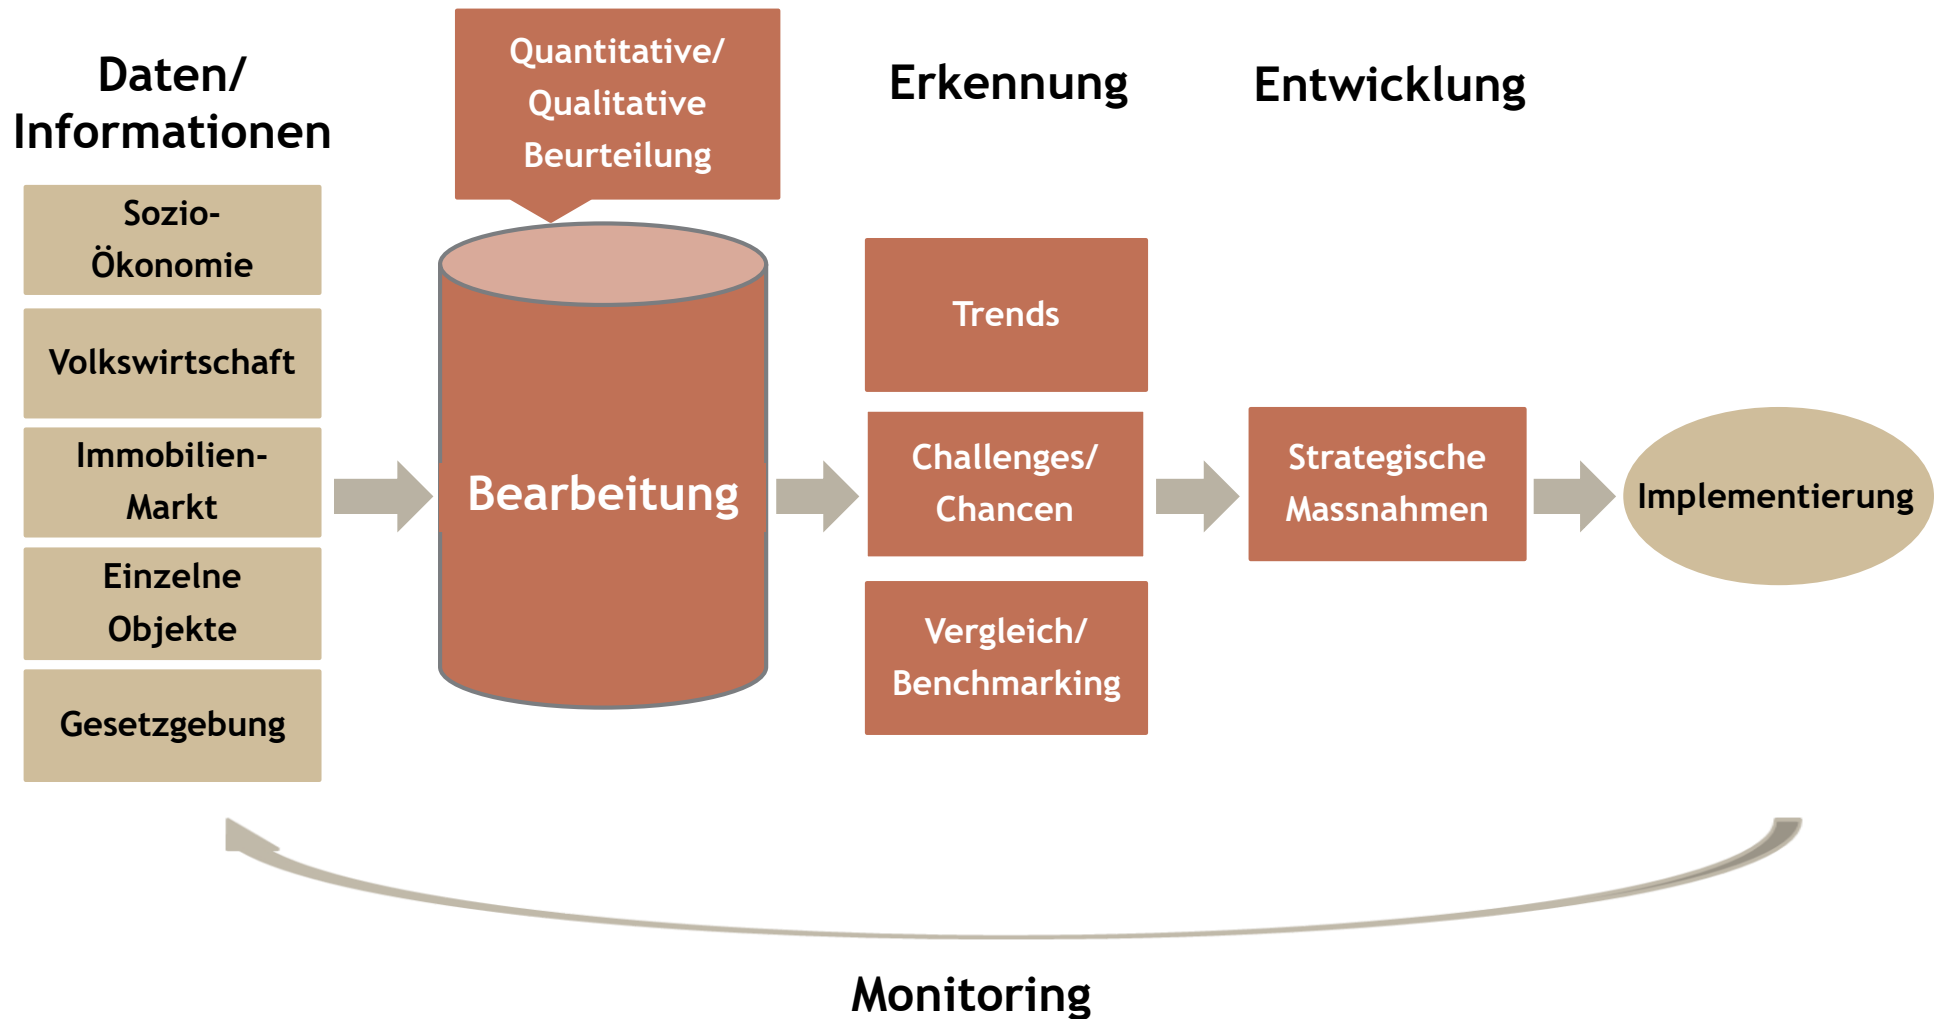 Daten/
Informationen
Sozio-
Ökonomie
Volkswirtschaft
Immobilien-
Markt
Einzelne
Objekte
Gesetzgebung
Quantitative/
Qualitative
Beurteilung
Bearbeitung
Erkennung
Trends
Challenges/
Chancen
Vergleich/
Benchmarking
Entwicklung
Strategische
Massnahmen
Implementierung
Monitoring